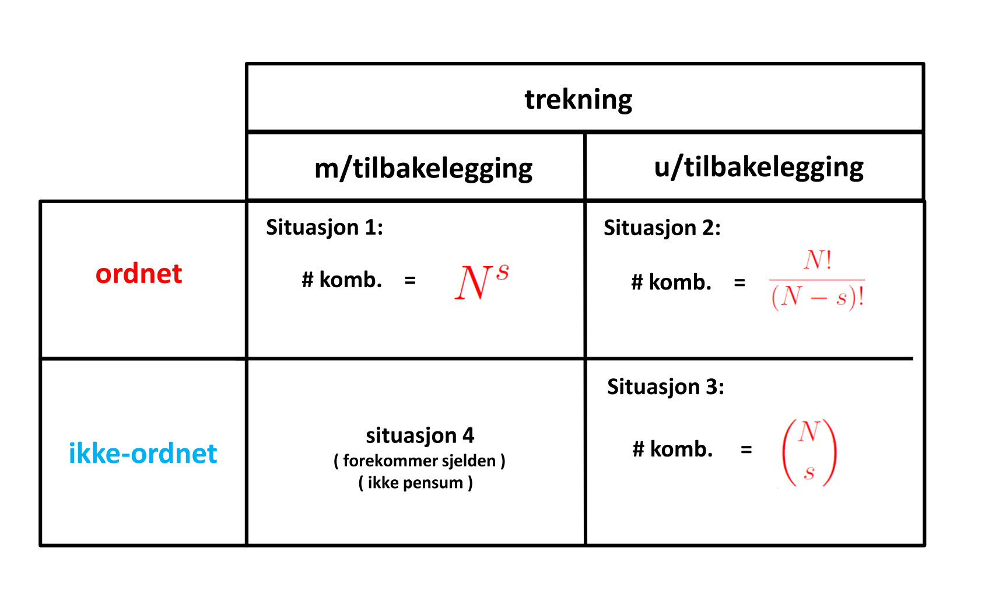 trekning
m/tilbakelegging
u/tilbakelegging
ordnet
Situasjon 1:
# komb. = N^s
Situasjon 2:
# komb. = N! / (N − s)!
ikke-ordnet
situasjon 4
( forekommer sjelden )
( ikke pensum )
Situasjon 3:
# komb. = (N s)